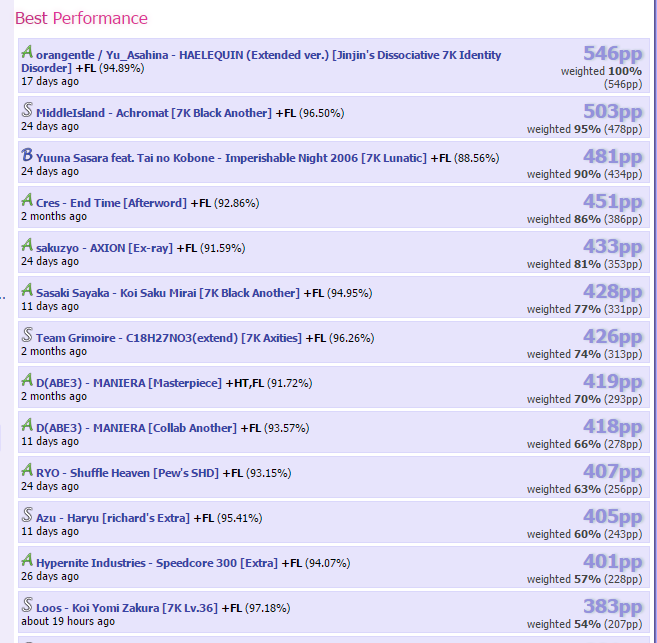 Best Performance
A orangentle / Yu_Asahina - HAELEQUIN (Extended ver.) [Jinjin's Dissociative 7K Identity
Disorder] +FL (94.89%)
17 days ago
546pp
weighted 100%
(546pp)
S MiddleIsland - Achromat [7K Black Another] +FL (96.50%)
24 days ago
503pp
weighted 95% (478pp)
B Yuuna Sasara feat. Tai no Kobone - Imperishable Night 2006 [7K Lunatic] +FL (88.56%)
24 days ago
481pp
weighted 90% (434pp)
A Cres - End Time [Afterword] +FL (92.86%)
2 months ago
451pp
weighted 86% (386pp)
A sakuzyo - AXION [Ex-ray] +FL (91.59%)
24 days ago
433pp
weighted 81% (353pp)
A Sasaki Sayaka - Koi Saku Mirai [7K Black Another] +FL (94.95%)
11 days ago
428pp
weighted 77% (331pp)
S Team Grimoire - C18H27NO3(extend) [7K Axities] +FL (96.26%)
2 months ago
426pp
weighted 74% (313pp)
A D(ABE3) - MANIERA [Masterpiece] +HT,FL (91.72%)
2 months ago
419pp
weighted 70% (293pp)
A D(ABE3) - MANIERA [Collab Another] +FL (93.57%)
11 days ago
418pp
weighted 66% (278pp)
A RYO - Shuffle Heaven [Pew's SHD] +FL (93.15%)
24 days ago
407pp
weighted 63% (256pp)
S Azu - Haryu [richard's Extra] +FL (95.41%)
11 days ago
405pp
weighted 60% (243pp)
A Hypernite Industries - Speedcore 300 [Extra] +FL (94.07%)
26 days ago
401pp
weighted 57% (228pp)
S Loos - Koi Yomi Zakura [7K Lv.36] +FL (97.18%)
about 19 hours ago
383pp
weighted 54% (207pp)